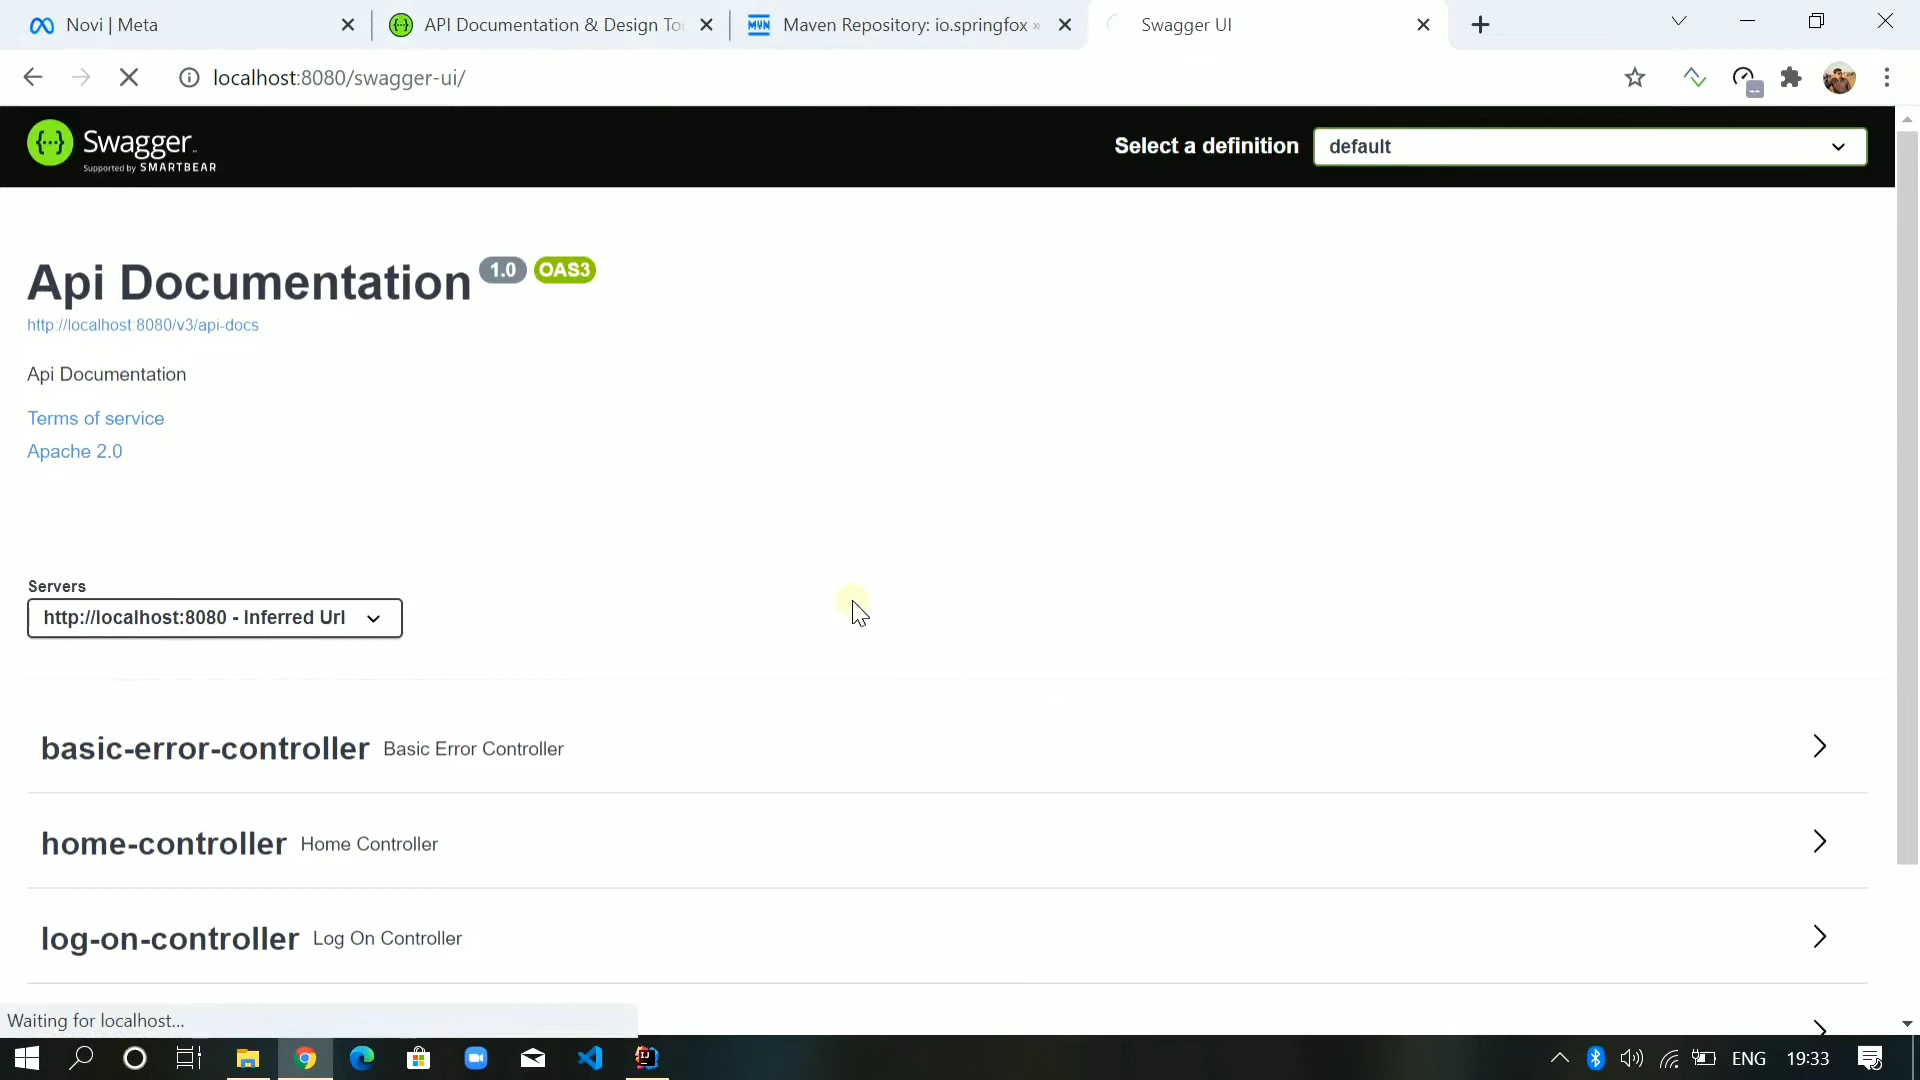 Novi | Meta
API Documentation & Design To
Maven Repository: io.springfox »
Swagger UI
localhost:8080/swagger-ui/
Swagger
Supported by SMARTBEAR
Select a definition
default
Api Documentation 1.0 OAS3
http://localhost:8080/v3/api-docs
Api Documentation
Terms of service
Apache 2.0
Servers
http://localhost:8080 - Inferred Url
basic-error-controller Basic Error Controller
home-controller Home Controller
log-on-controller Log On Controller
Waiting for localhost...
ENG 19:33